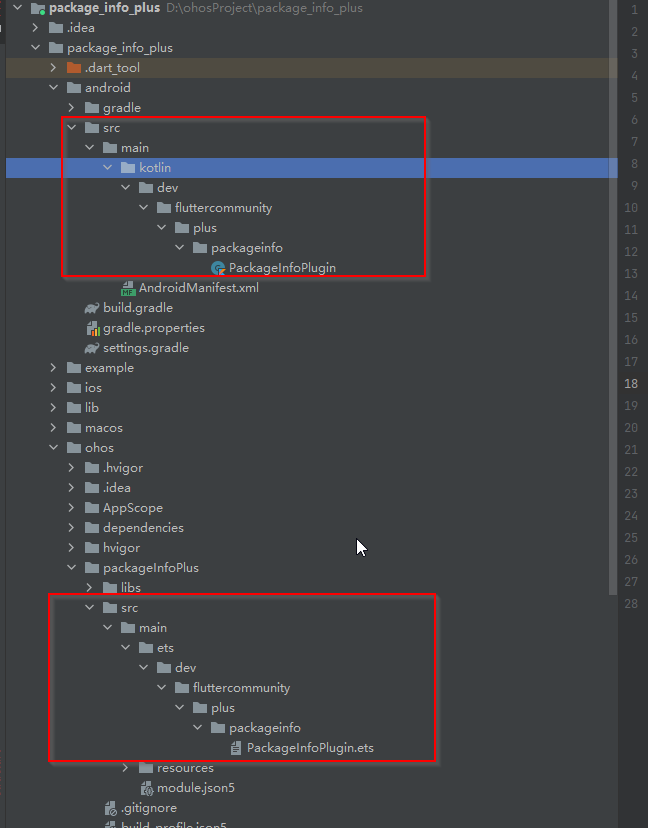 package_info_plus D:\ohosProject\package_info_plus
.idea
package_info_plus
.dart_tool
android
gradle
src
main
kotlin
dev
fluttercommunity
plus
packageinfo
PackageInfoPlugin
AndroidManifest.xml
build.gradle
gradle.properties
settings.gradle
example
ios
lib
macos
ohos
.hvigor
.idea
AppScope
dependencies
hvigor
packageInfoPlus
libs
src
main
ets
dev
fluttercommunity
plus
packageinfo
PackageInfoPlugin.ets
resources
module.json5
.gitignore
build-profile.json5
1
2
3
4
5
6
7
8
9
10
11
12
13
14
15
16
17
18
19
20
21
22
23
24
25
26
27
28